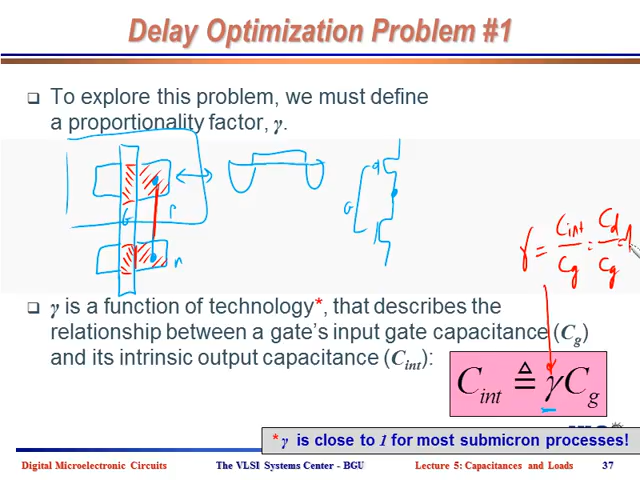 Delay Optimization Problem #1
To explore this problem, we must define
a proportionality factor, γ.
d
G
G
P
n
γ = Cint/Cg = Cd/Cg
γ is a function of technology*, that describes the
relationship between a gate's input gate capacitance (Cg)
and its intrinsic output capacitance (Cint):
Cint ≜ γCg
* γ is close to 1 for most submicron processes!
Digital Microelectronic Circuits The VLSI Systems Center - BGU Lecture 5: Capacitances and Loads 37